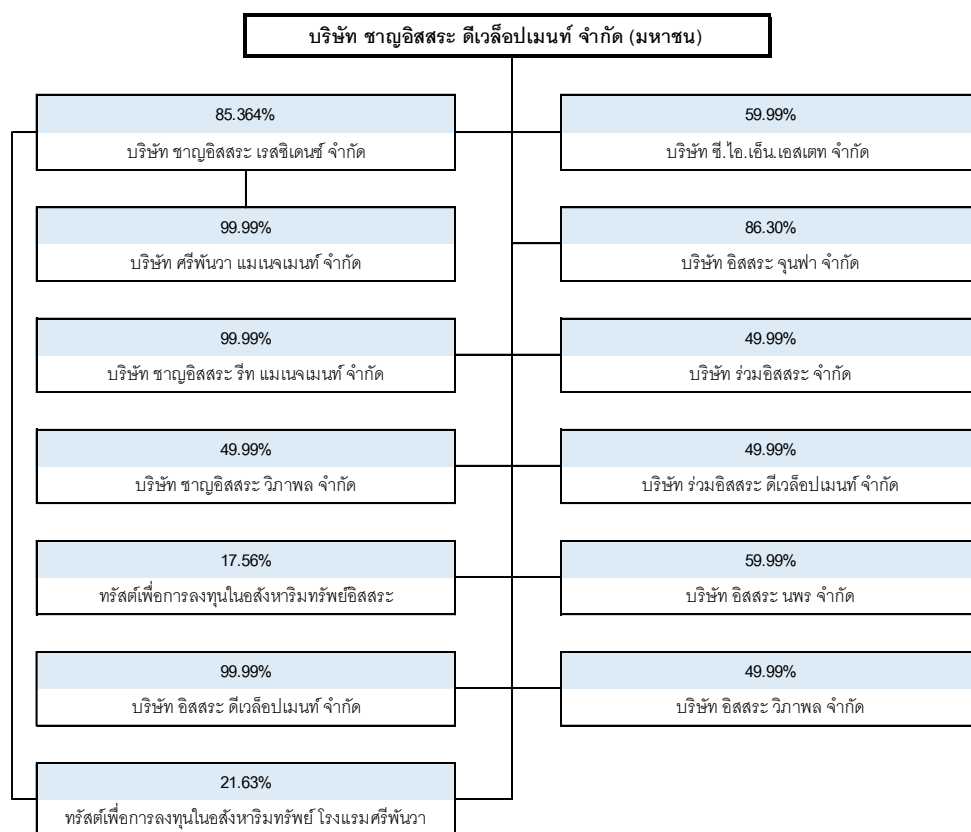 บริษัท ชาญอิสสระ ดีเวล็อปเมนท์ จำกัด (มหาชน)
85.364%
บริษัท ชาญอิสสระ เรสซิเดนซ์ จำกัด
59.99%
บริษัท ซี.ไอ.เอ็น.เอสเตท จำกัด
99.99%
บริษัท ศรีพันวา แมเนจเมนท์ จำกัด
86.30%
บริษัท อิสสระ จุนฟา จำกัด
99.99%
บริษัท ชาญอิสสระ รีท แมเนจเมนท์ จำกัด
49.99%
บริษัท ร่วมอิสสระ จำกัด
49.99%
บริษัท ชาญอิสสระ วิภาพล จำกัด
49.99%
บริษัท ร่วมอิสสระ ดีเวล็อปเมนท์ จำกัด
17.56%
ทรัสต์เพื่อการลงทุนในอสังหาริมทรัพย์อิสสระ
59.99%
บริษัท อิสสระ นพร จำกัด
99.99%
บริษัท อิสสระ ดีเวล็อปเมนท์ จำกัด
49.99%
บริษัท อิสสระ วิภาพล จำกัด
21.63%
ทรัสต์เพื่อการลงทุนในอสังหาริมทรัพย์ โรงแรมศรีพันวา